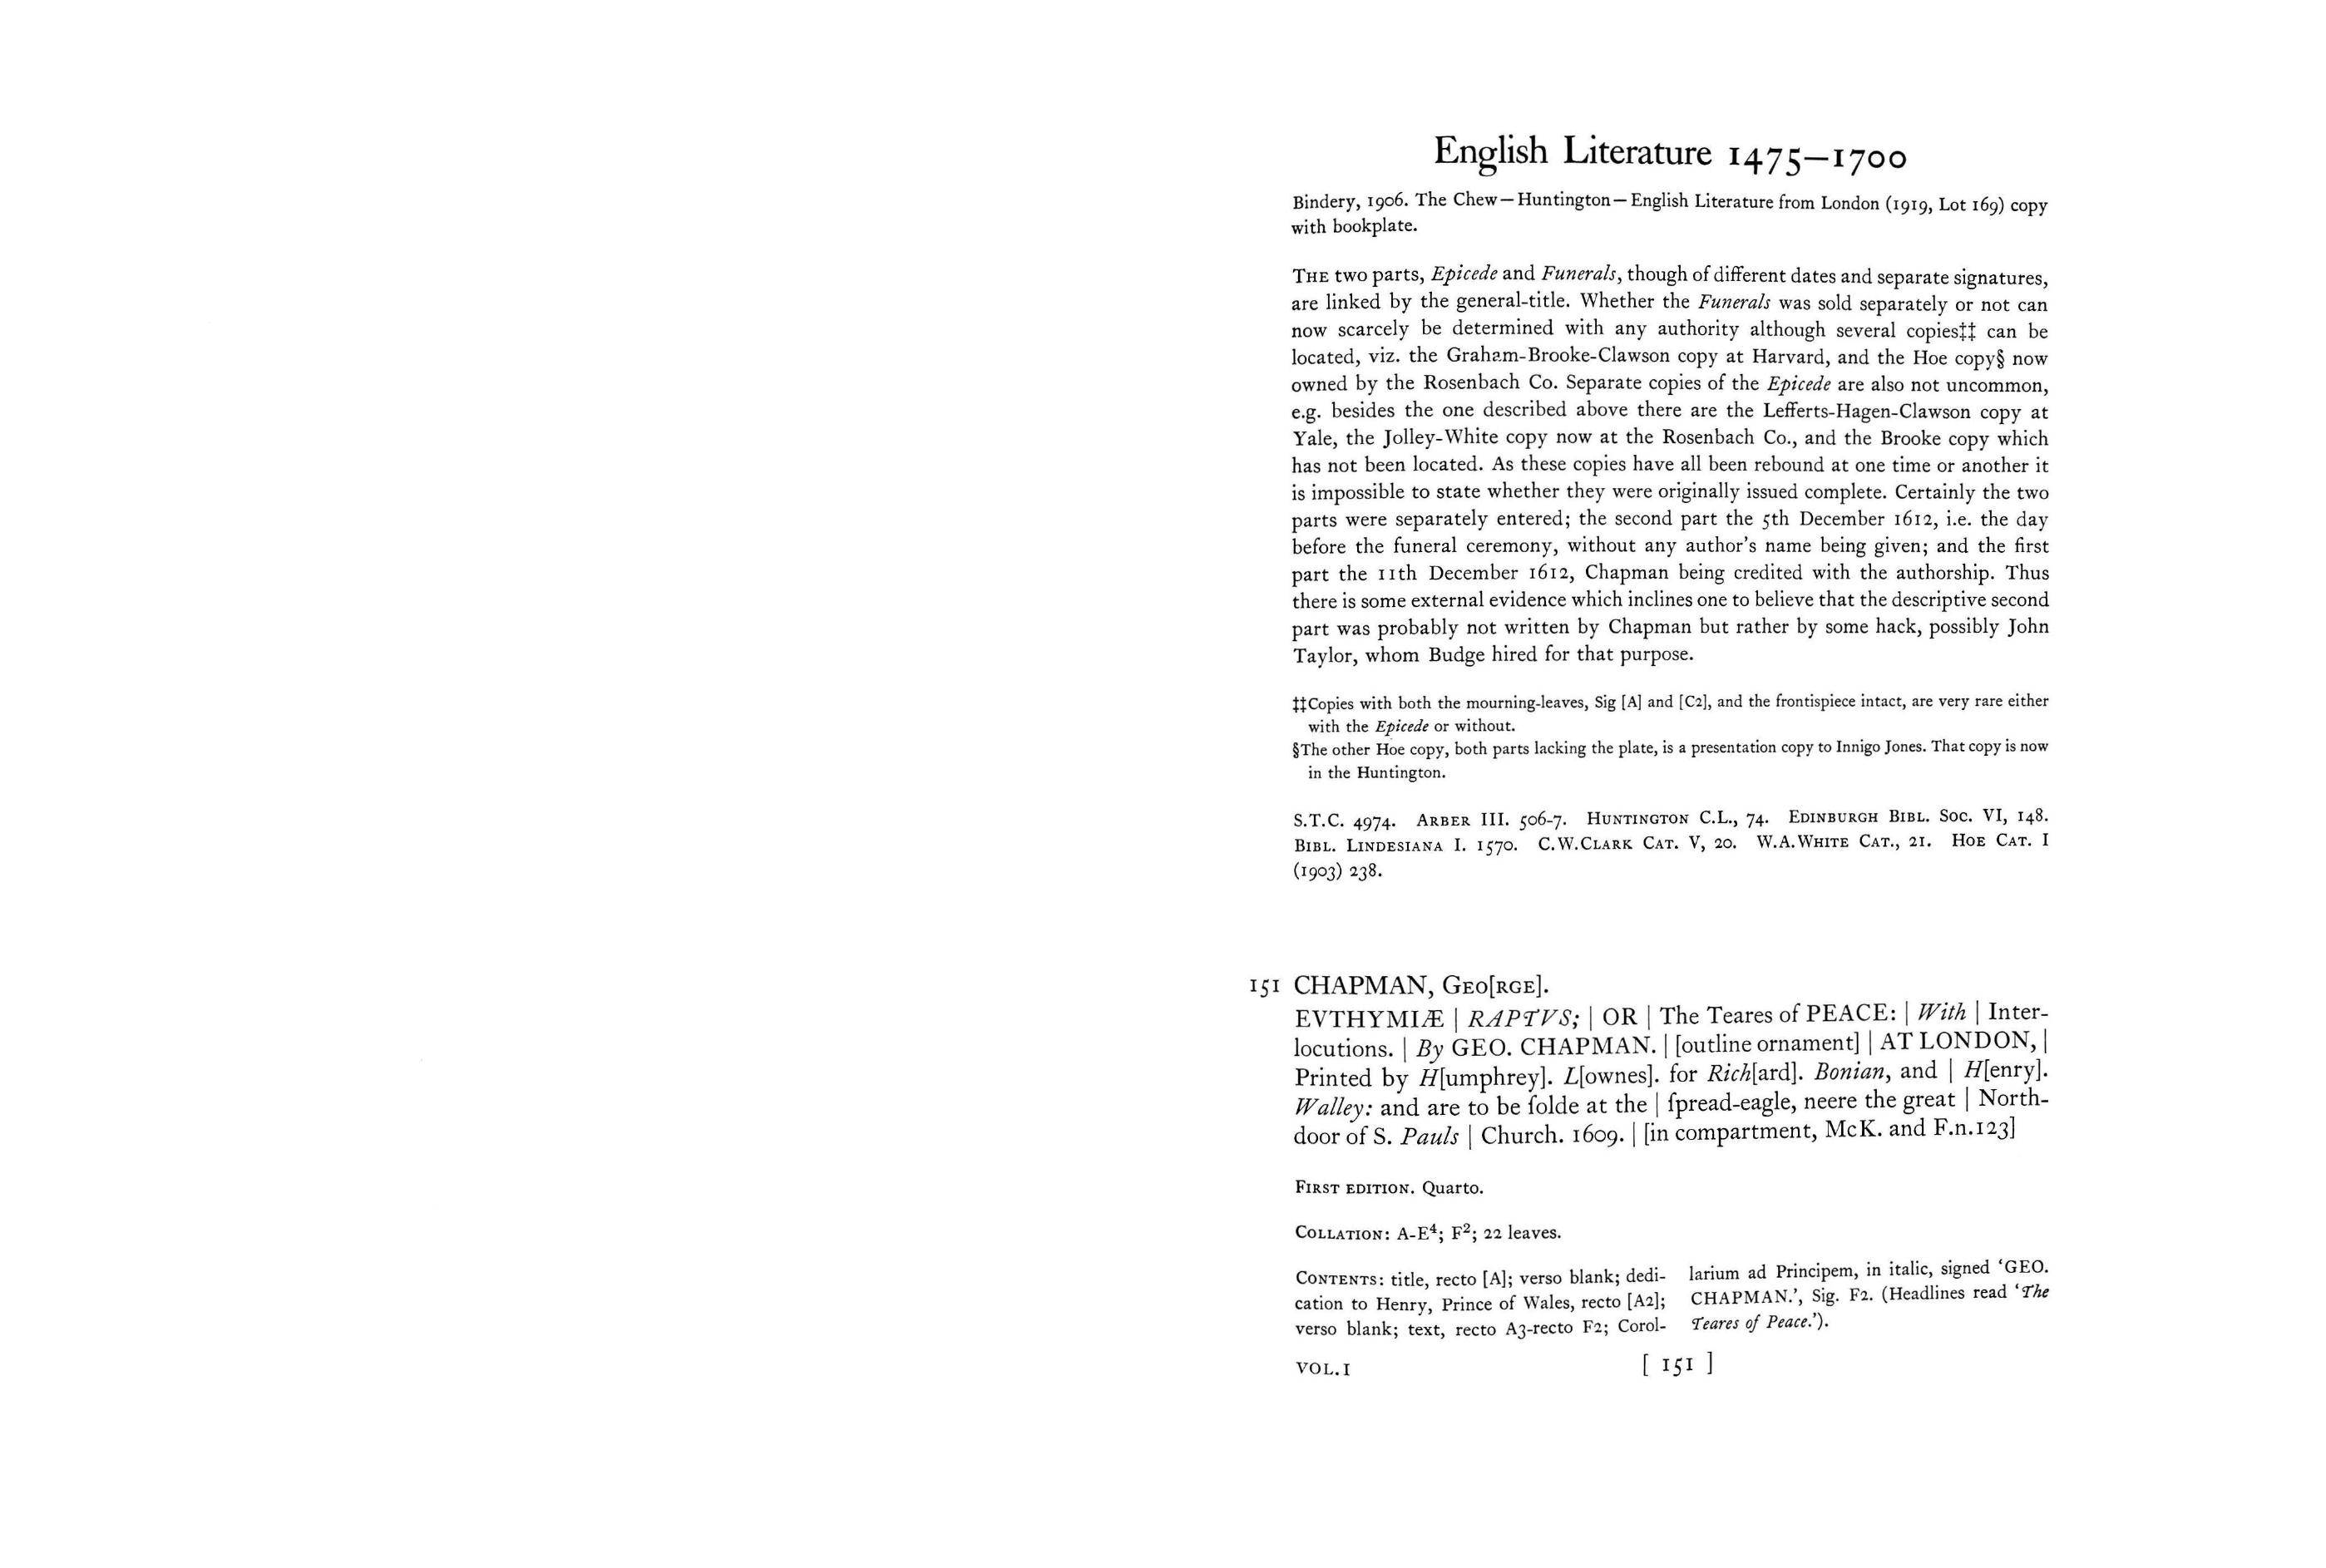 English Literature 1475–1700
Bindery, 1906. The Chew—Huntington—English Literature from London (1919, Lot 169) copy
with bookplate.
THE two parts, Epicede and Funerals, though of different dates and separate signatures,
are linked by the general-title. Whether the Funerals was sold separately or not can
now scarcely be determined with any authority although several copies‡‡ can be
located, viz. the Graham-Brooke-Clawson copy at Harvard, and the Hoe copy§ now
owned by the Rosenbach Co. Separate copies of the Epicede are also not uncommon,
e.g. besides the one described above there are the Lefferts-Hagen-Clawson copy at
Yale, the Jolley-White copy now at the Rosenbach Co., and the Brooke copy which
has not been located. As these copies have all been rebound at one time or another it
is impossible to state whether they were originally issued complete. Certainly the two
parts were separately entered; the second part the 5th December 1612, i.e. the day
before the funeral ceremony, without any author's name being given; and the first
part the 11th December 1612, Chapman being credited with the authorship. Thus
there is some external evidence which inclines one to believe that the descriptive second
part was probably not written by Chapman but rather by some hack, possibly John
Taylor, whom Budge hired for that purpose.
‡‡Copies with both the mourning-leaves, Sig [A] and [C2], and the frontispiece intact, are very rare either
with the Epicede or without.
§The other Hoe copy, both parts lacking the plate, is a presentation copy to Innigo Jones. That copy is now
in the Huntington.
S.T.C. 4974. ARBER III. 506-7. HUNTINGTON C.L., 74. EDINBURGH BIBL. SOC. VI, 148.
BIBL. LINDESIANA I. 1570. C.W.CLARK CAT. V, 20. W.A.WHITE CAT., 21. HOE CAT. I
(1903) 238.
151 CHAPMAN, GEO[RGE].
EVTHYMIÆ | RAPTVS; | OR | The Teares of PEACE: | With | Inter-
locutions. | By GEO. CHAPMAN. | [outline ornament] | AT LONDON, |
Printed by H[umphrey]. L[ownes]. for Rich[ard]. Bonian, and | H[enry].
Walley: and are to be ſolde at the | ſpread-eagle, neere the great | North-
door of S. Pauls | Church. 1609. | [in compartment, McK. and F.n.123]
FIRST EDITION. Quarto.
COLLATION: A-E⁴; F²; 22 leaves.
CONTENTS: title, recto [A]; verso blank; dedi-
cation to Henry, Prince of Wales, recto [A2];
verso blank; text, recto A3-recto F2; Corol-
larium ad Principem, in italic, signed ‘GEO.
CHAPMAN.’, Sig. F2. (Headlines read ‘The
Teares of Peace.’).
VOL.I [ 151 ]